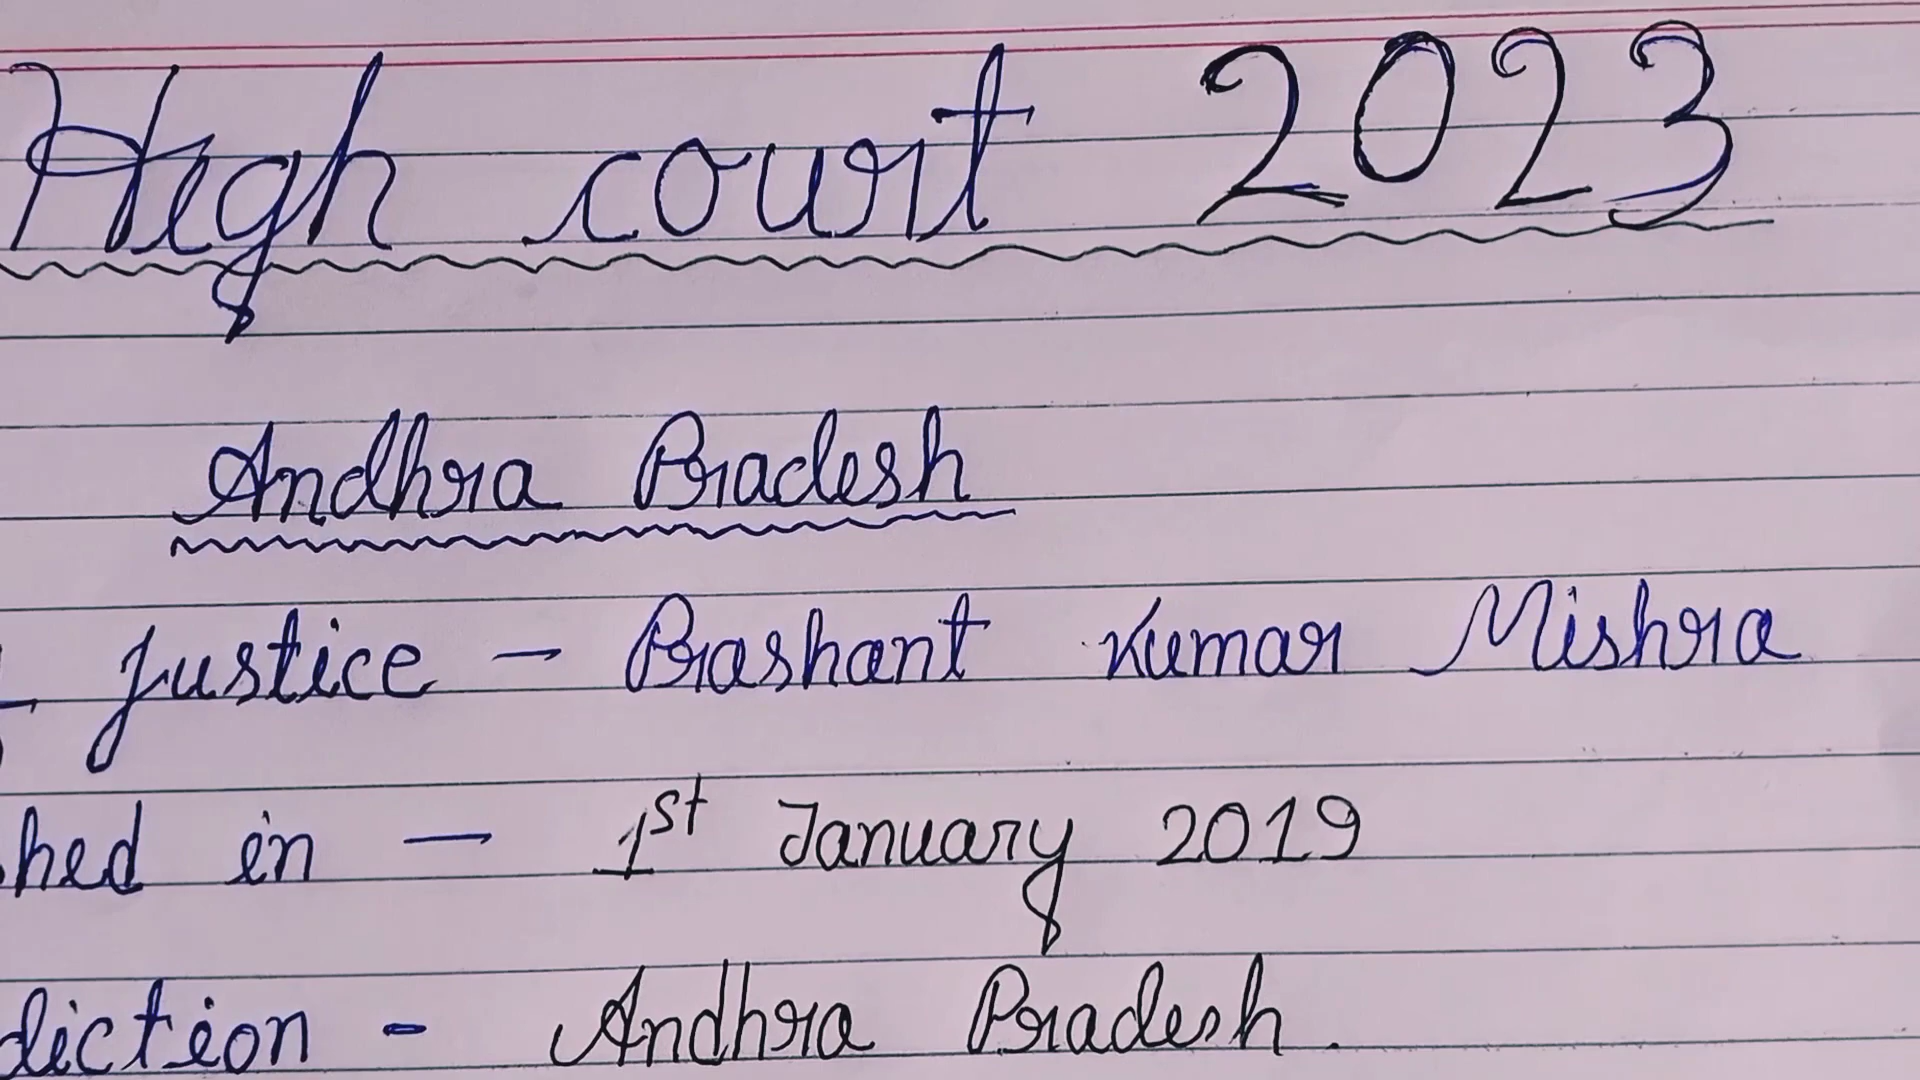 High court 2023
Andhra Pradesh
justice - Prashant Kumar Mishra
hed in - 1st January 2019
diction - Andhra Pradesh.